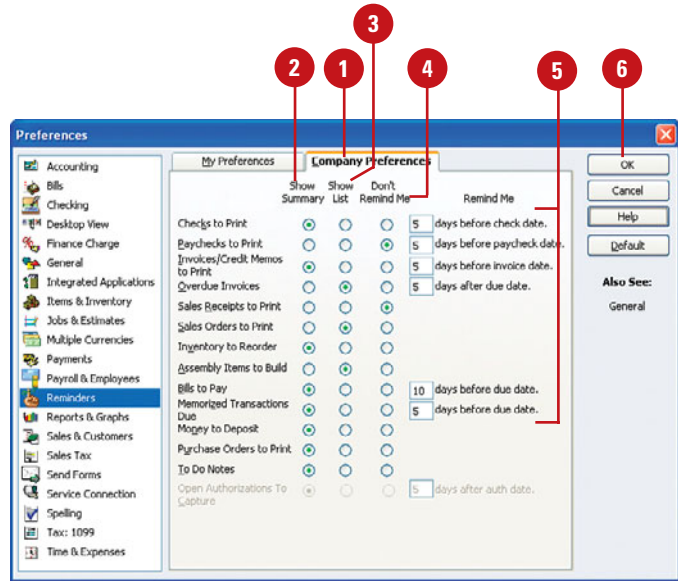 3
2 1 4 5 6
Preferences
Accounting
Bills
Checking
Desktop View
Finance Charge
General
Integrated Applications
Items & Inventory
Jobs & Estimates
Multiple Currencies
Payments
Payroll & Employees
Reminders
Reports & Graphs
Sales & Customers
Sales Tax
Send Forms
Service Connection
Spelling
Tax: 1099
Time & Expenses
My Preferences Company Preferences
Show Show Don't
Summary List Remind Me Remind Me
Checks to Print 5 days before check date.
Paychecks to Print 5 days before paycheck date.
Invoices/Credit Memos
to Print 5 days before invoice date.
Overdue Invoices 5 days after due date.
Sales Receipts to Print
Sales Orders to Print
Inventory to Reorder
Assembly Items to Build
Bills to Pay 10 days before due date.
Memorized Transactions
Due 5 days before due date.
Money to Deposit
Purchase Orders to Print
To Do Notes
Open Authorizations To
Capture 5 days after auth date.
OK
Cancel
Help
Default
Also See:
General